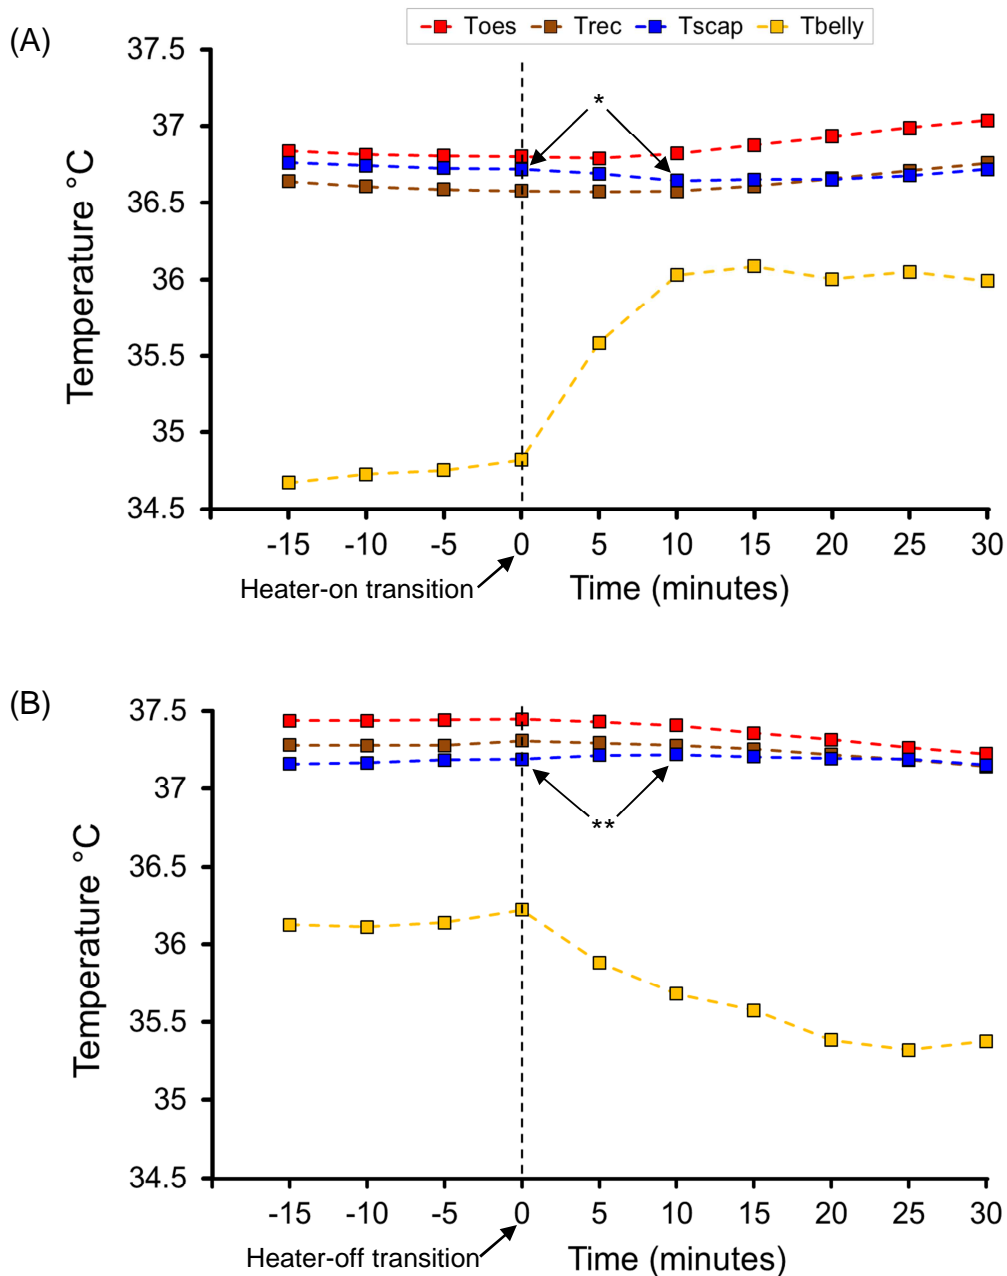 Toes Trec Tscap Tbelly
(A)
37.5
37
36.5
36
35.5
35
34.5
Temperature °C
*
-15 -10 -5 0 5 10 15 20 25 30
Heater-on transition
Time (minutes)
(B)
37.5
37
36.5
36
35.5
35
34.5
Temperature °C
**
-15 -10 -5 0 5 10 15 20 25 30
Heater-off transition
Time (minutes)